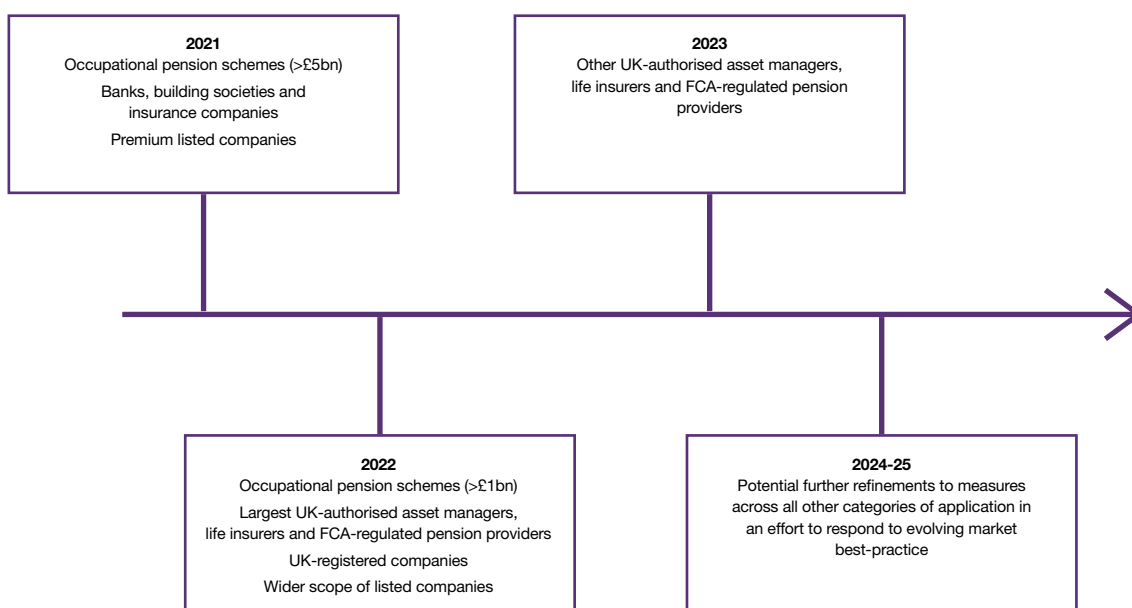 2021
Occupational pension schemes (>£5bn)
Banks, building societies and
insurance companies
Premium listed companies
2023
Other UK-authorised asset managers,
life insurers and FCA-regulated pension
providers
2022
Occupational pension schemes (>£1bn)
Largest UK-authorised asset managers,
life insurers and FCA-regulated pension providers
UK-registered companies
Wider scope of listed companies
2024-25
Potential further refinements to measures
across all other categories of application in
an effort to respond to evolving market
best-practice